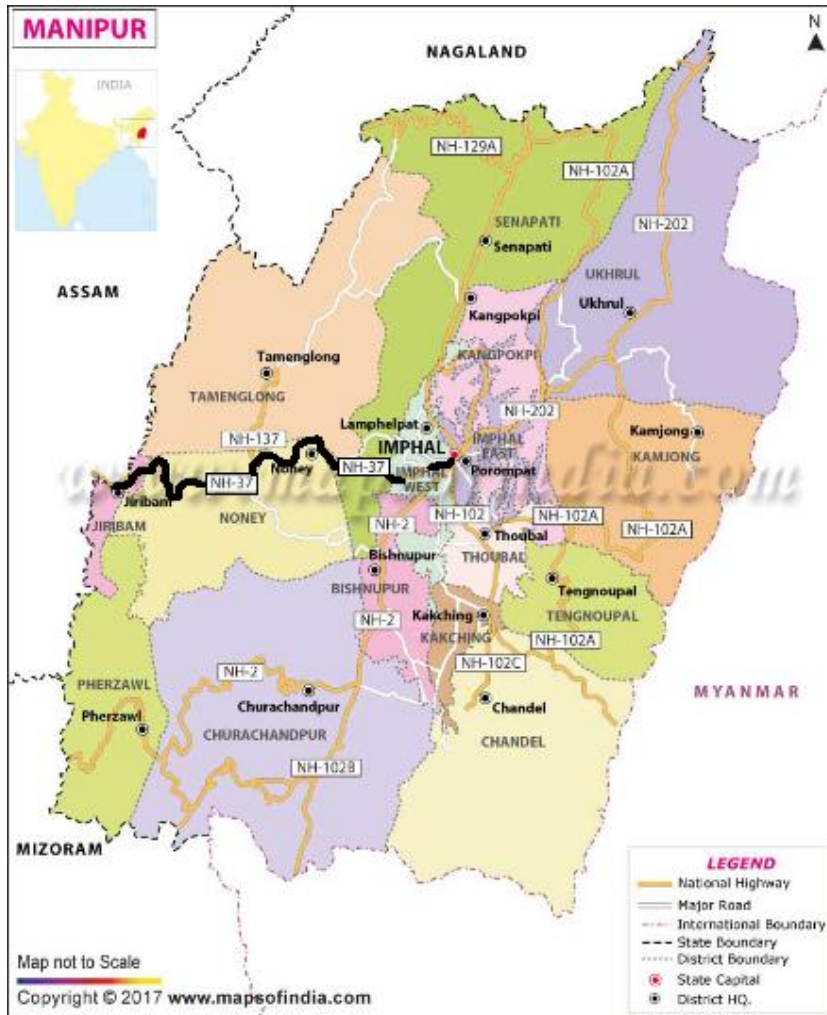 MANIPUR
N
INDIA
NAGALAND
NH-129A
NH-102A
SENAPATI
Senapati
NH-202
ASSAM
UKHRUL
Ukhrul
Kangpokpi
KANGPOKPI
Tamenglong
TAMENGLONG
Lamphelpat
NH-202
NH-137
IMPHAL
IMPHAL EAST
Kamjong
KAMJONG
Noney
NH-37
IMPHAL WEST
Porompat
Jiribam
NH-37
JIRIBAM
NONEY
NH-2
NH-102
NH-102A
NH-102A
Thoubal
THOUBAL
Bishnupur
BISHNUPUR
Tengnoupal
TENGNOUPAL
Kakching
KAKCHING
NH-2
NH-102A
NH-102C
PHERZAWL
NH-2
Churachandpur
Chandel
MYANMAR
Pherzawl
CHURACHANDPUR
CHANDEL
NH-102B
MIZORAM
LEGEND
National Highway
Major Road
International Boundary
State Boundary
District Boundary
State Capital
District HQ.
Map not to Scale
Copyright © 2017 www.mapsofindia.com